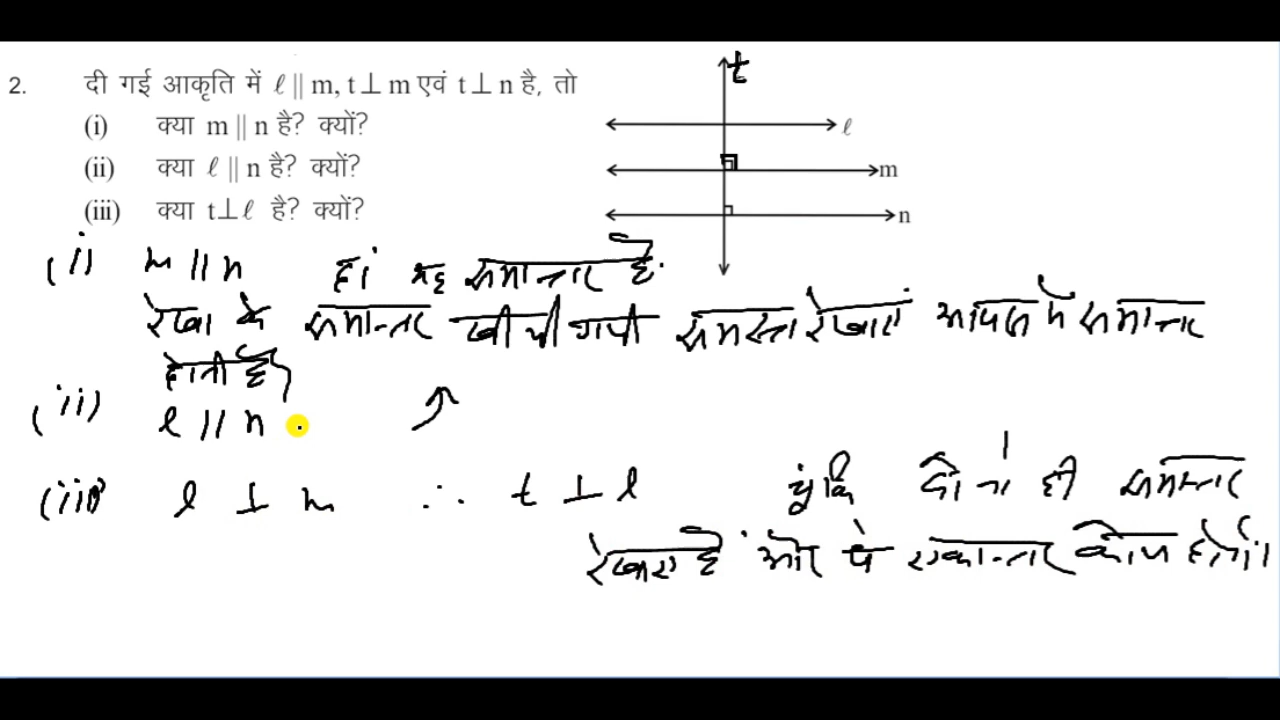 2. दी गई आकृति में ℓ || m, t ⊥ m एवं t ⊥ n है, तो
(i) क्या m || n है? क्यों?
(ii) क्या ℓ || n है? क्यों?
(iii) क्या t⊥ℓ है? क्यों?
t
ℓ
m
n
(i) m || n हां यह समान्तर है.
रेखा के समान्तर खीची गयी समस्त रेखाएं आपस में समान्तर
होती है,
(ii) ℓ || n
(iii) ℓ ⊥ m ∴ t ⊥ ℓ चुंकि दोनों ही समान्तर
रेखाएं है और ये एकान्तर कोण होंगे।